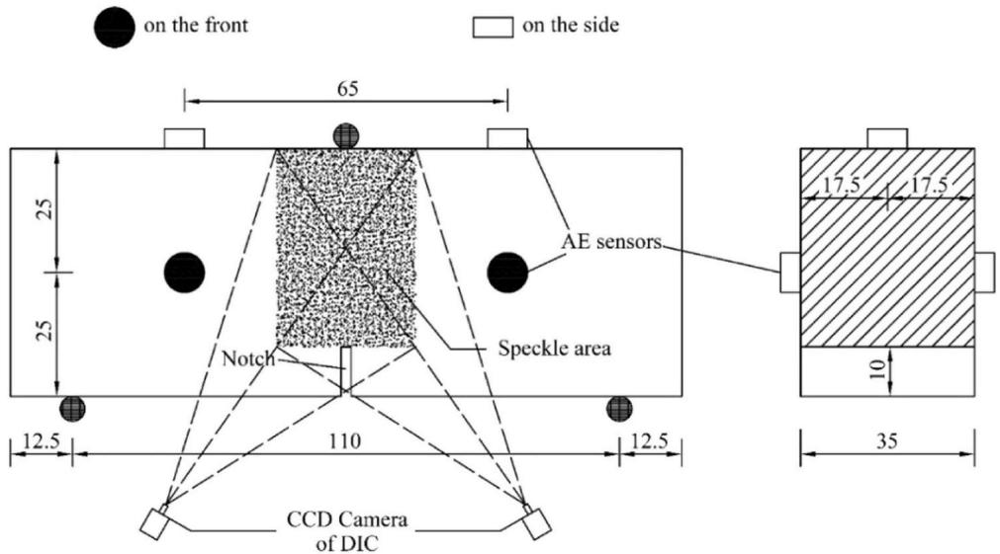 on the front
on the side
65
25
25
17.5
17.5
AE sensors
Speckle area
Notch
10
12.5
110
12.5
35
CCD Camera
of DIC